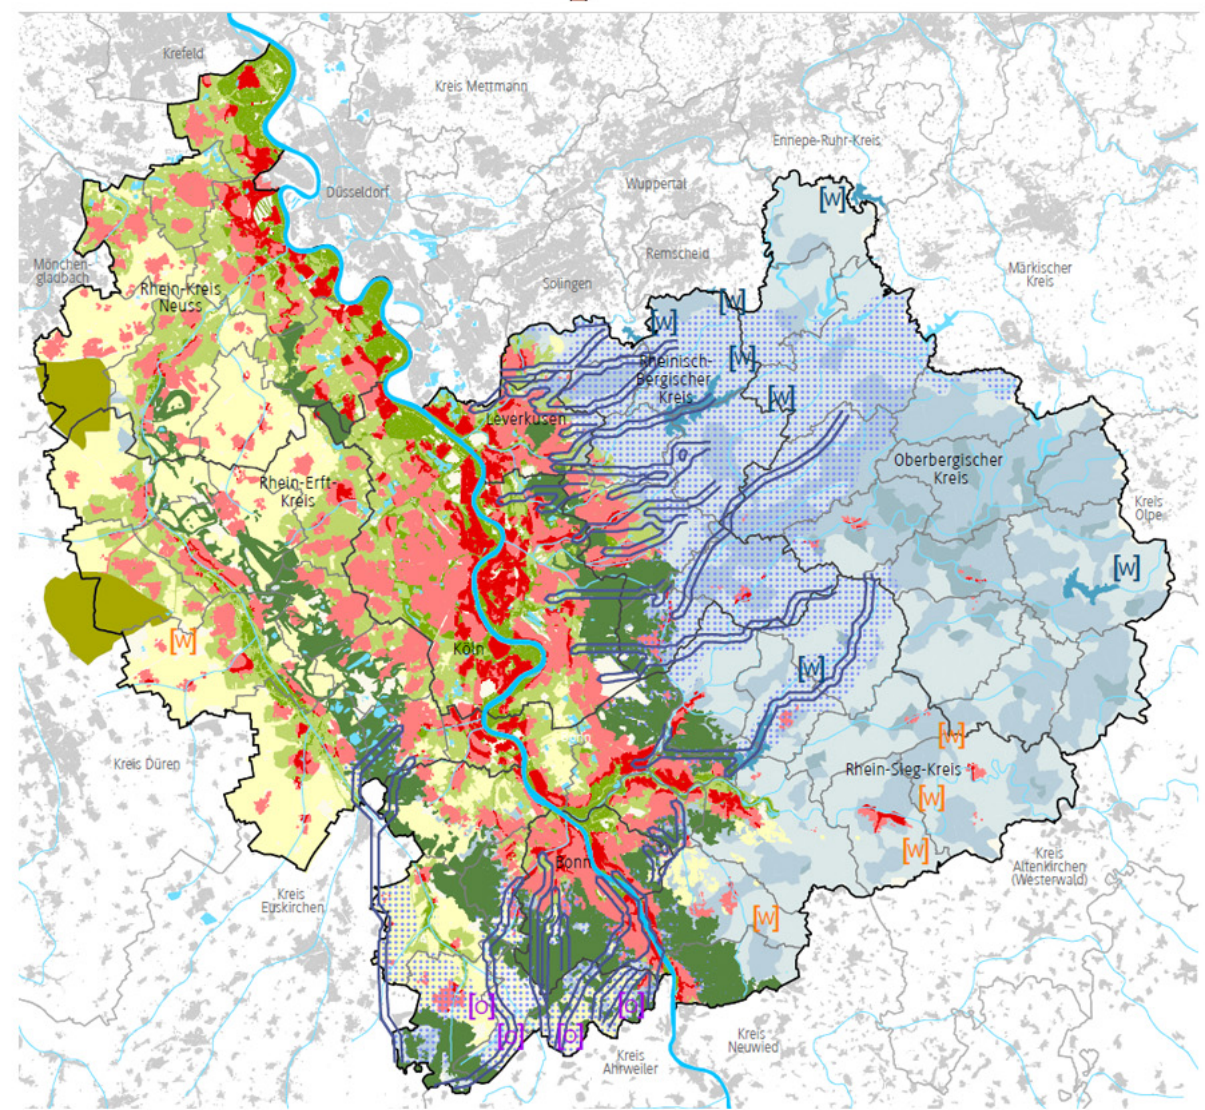 Krefeld
Kreis Mettmann
Ennepe-Ruhr-Kreis
Wuppertal
Düsseldorf
[W]
Remscheid
Mönchen-
gladbach
Märkischer
Kreis
Solingen
Rhein-Kreis
Neuss
[W]
[W]
[W]
Rheinisch-
Bergischer
Kreis
[W]
Leverkusen
Oberbergischer
Kreis
Rhein-Erft-
Kreis
Kreis
Olpe
[W]
[W]
Köln
[W]
[W]
Kreis Düren
Rhein-Sieg-Kreis
[W]
[W]
Bonn
Kreis
Altenkirchen
(Westerwald)
Kreis
Euskirchen
[W]
[O]
[O]
[O]
[O]
Kreis
Neuwied
Kreis
Ahrweiler